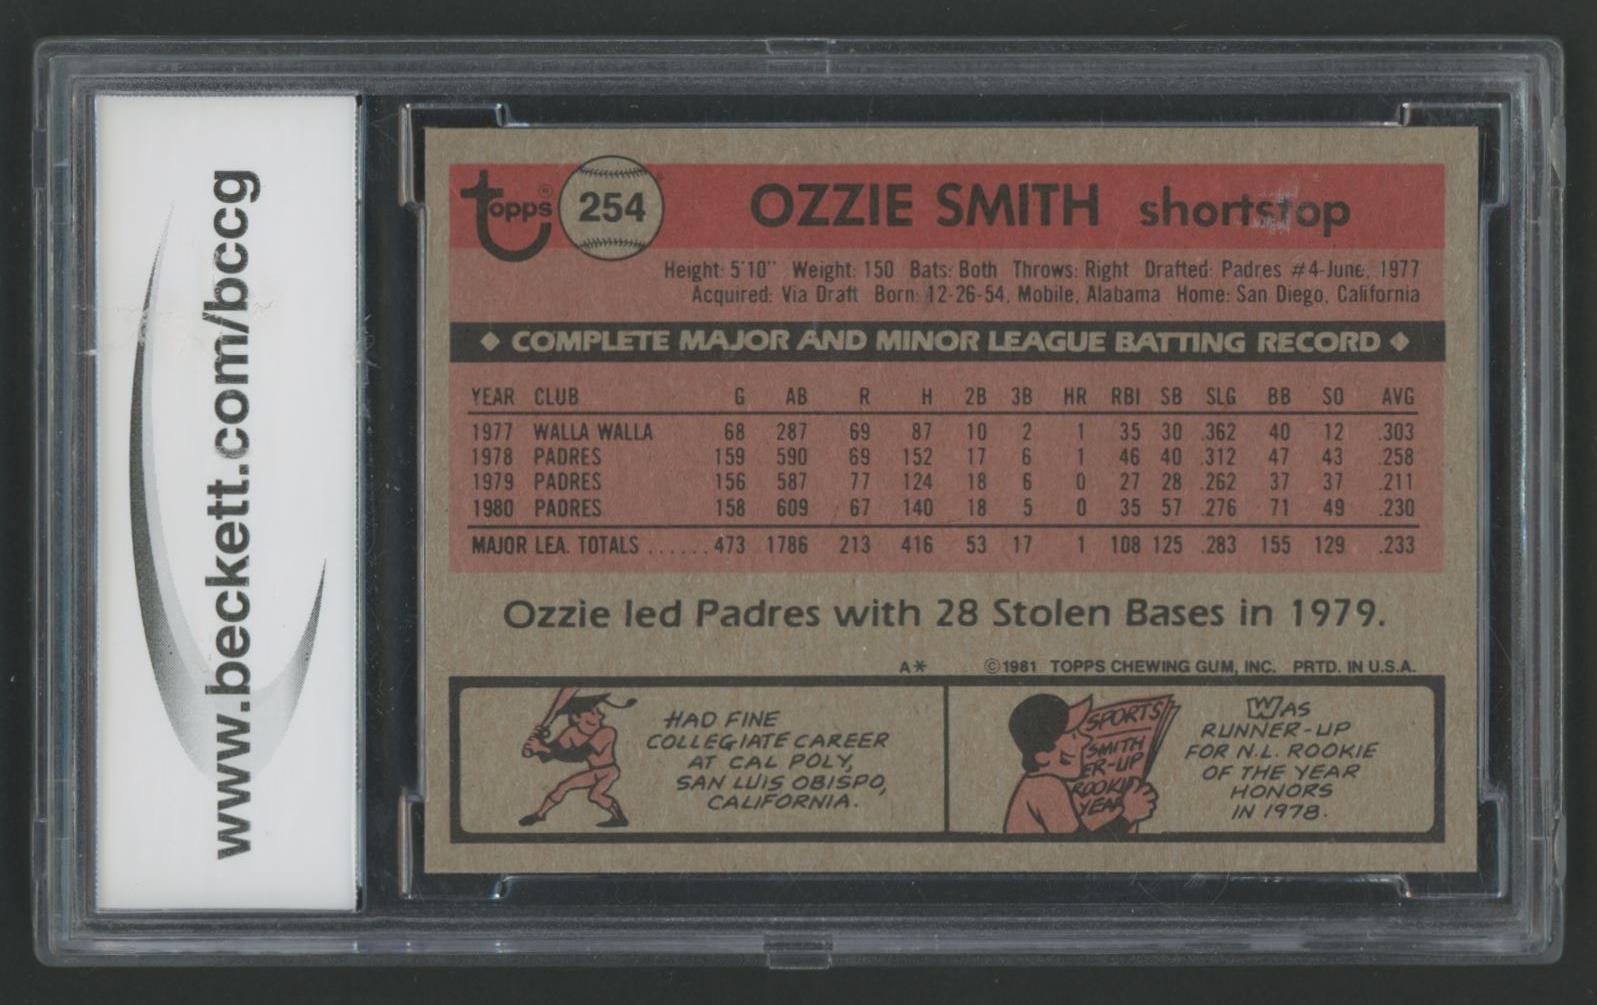 www.beckett.com/bccg
topps® 254 OZZIE SMITH shortstop
Height: 5'10" Weight: 150 Bats: Both Throws: Right Drafted: Padres #4-June, 1977
Acquired: Via Draft Born: 12-26-54, Mobile, Alabama Home: San Diego, California
◆ COMPLETE MAJOR AND MINOR LEAGUE BATTING RECORD ◆
YEAR CLUB G AB R H 2B 3B HR RBI SB SLG BB SO AVG
1977 WALLA WALLA 68 287 69 87 10 2 1 35 30 .362 40 12 .303
1978 PADRES 159 590 69 152 17 6 1 46 40 .312 47 43 .258
1979 PADRES 156 587 77 124 18 6 0 27 28 .262 37 37 .211
1980 PADRES 158 609 67 140 18 5 0 35 57 .276 71 49 .230
MAJOR LEA. TOTALS ......473 1786 213 416 53 17 1 108 125 .283 155 129 .233
Ozzie led Padres with 28 Stolen Bases in 1979.
A* ©1981 TOPPS CHEWING GUM, INC. PRTD. IN U.S.A.
HAD FINE
COLLEGIATE CAREER
AT CAL POLY,
SAN LUIS OBISPO,
CALIFORNIA.
SPORTS
SMITH
ER-UP
ROOKI
YEAR
WAS
RUNNER-UP
FOR N.L. ROOKIE
OF THE YEAR
HONORS
IN 1978.